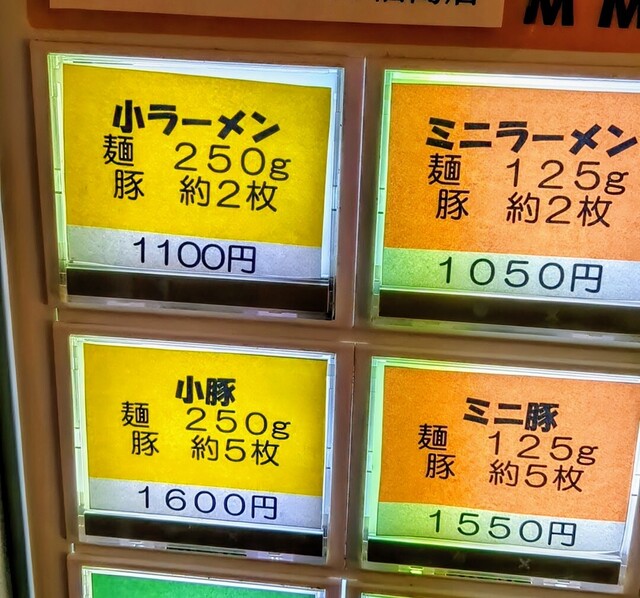 M M
小ラーメン
麺 250g
豚 約2枚
1100円
ミニラーメン
麺 125g
豚 約2枚
1050円
小豚
麺 250g
豚 約5枚
1600円
ミニ豚
麺 125g
豚 約5枚
1550円